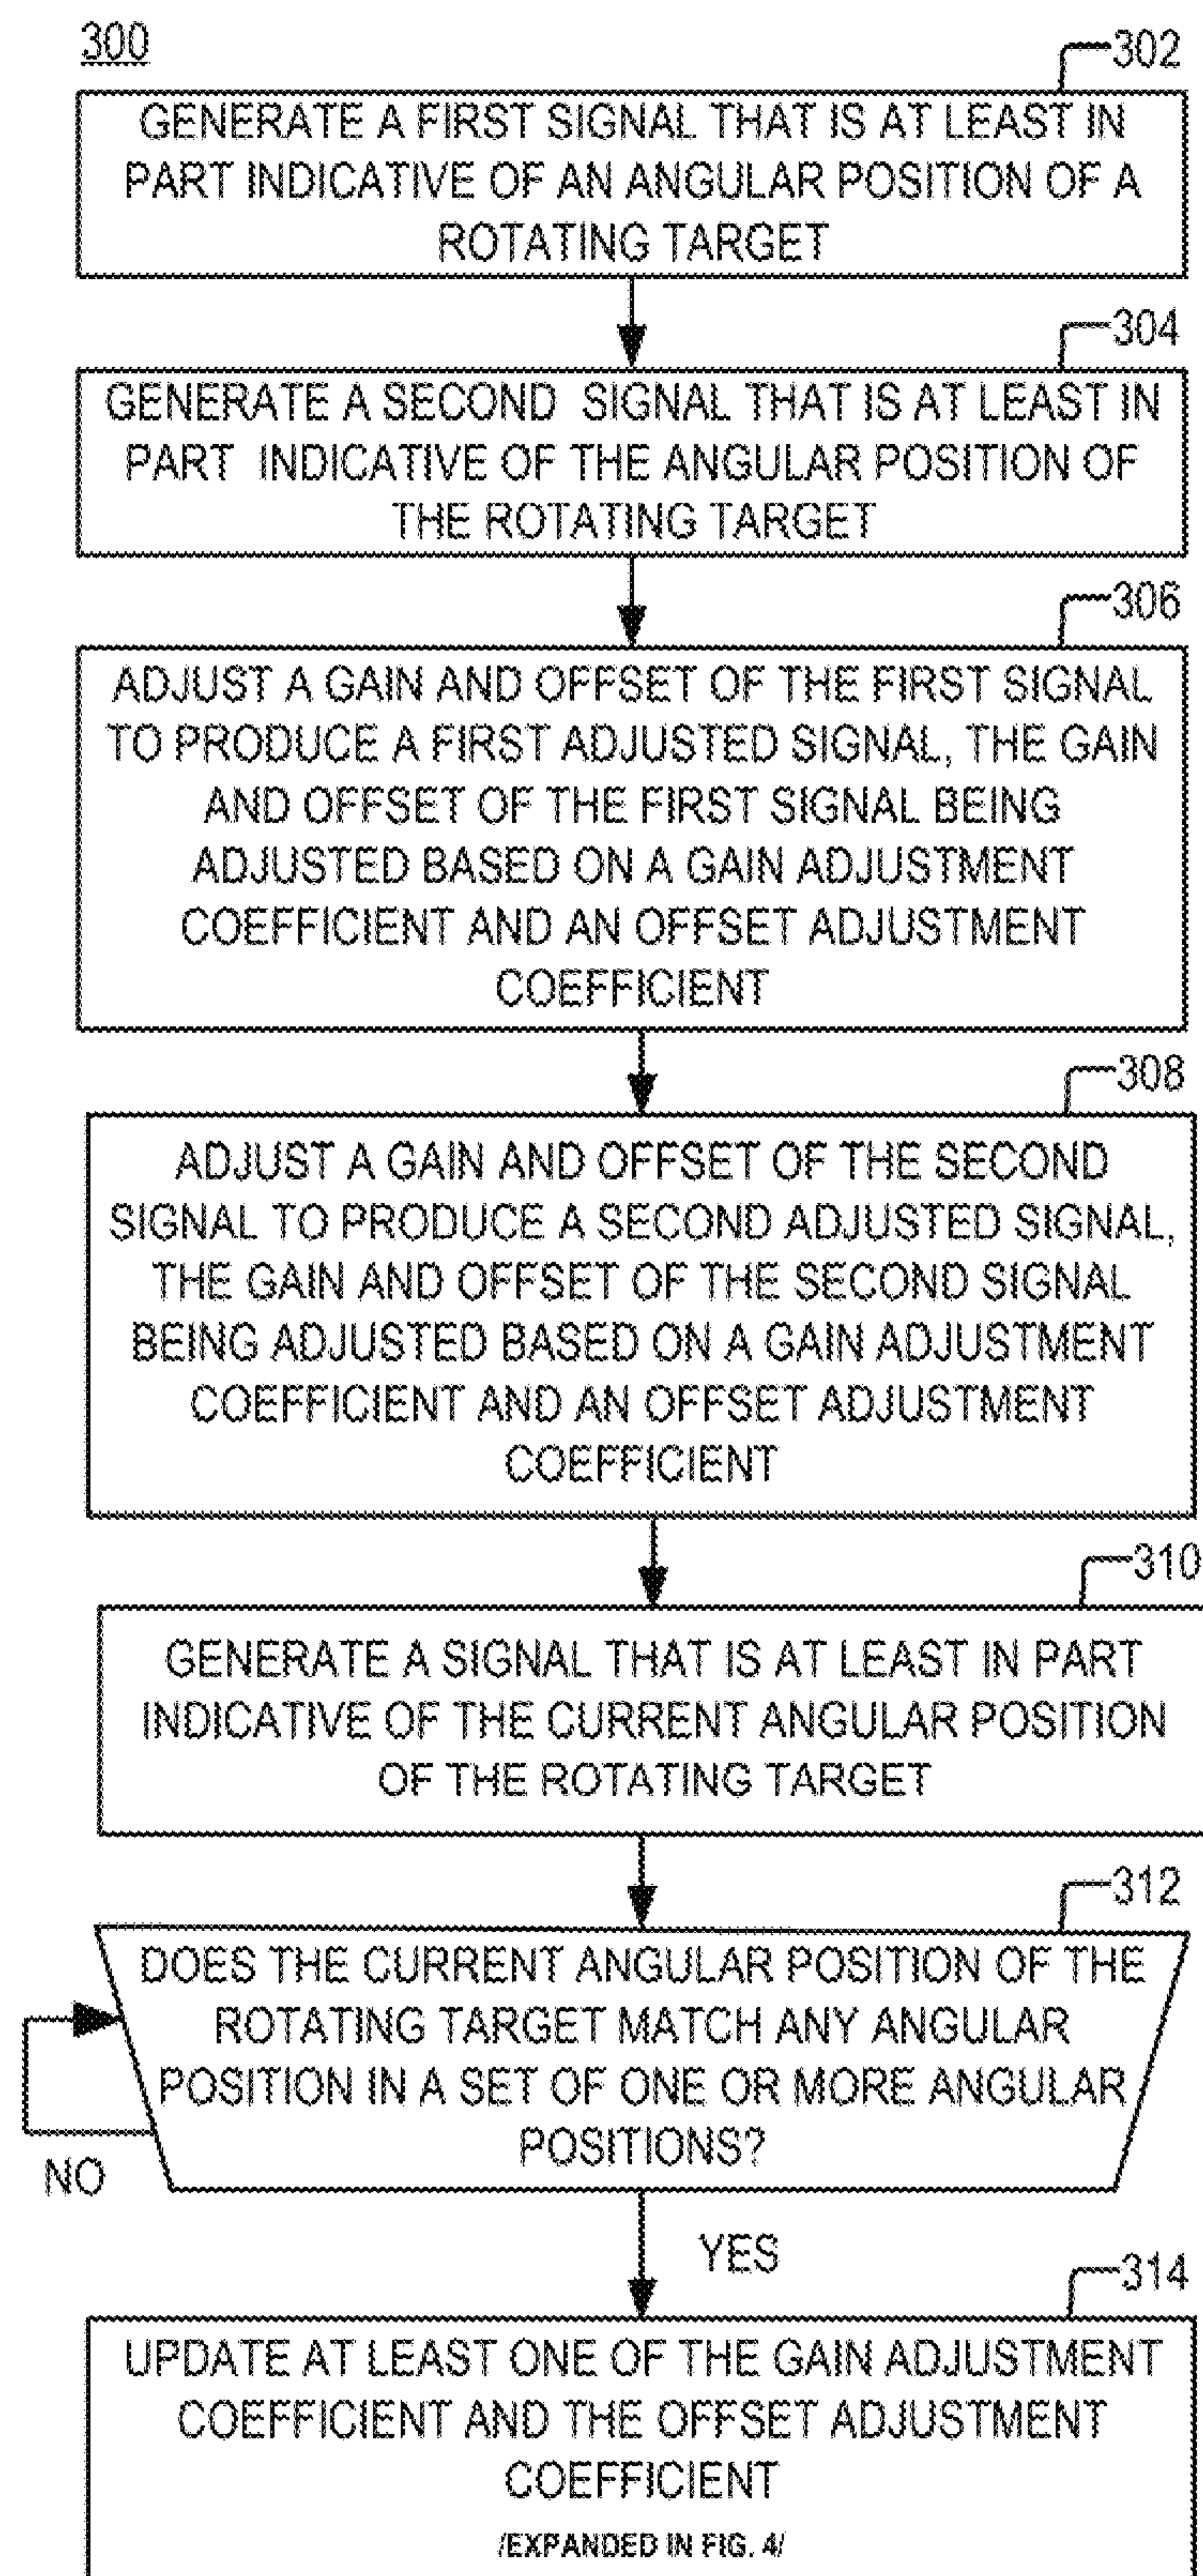 300
302
GENERATE A FIRST SIGNAL THAT IS AT LEAST IN
PART INDICATIVE OF AN ANGULAR POSITION OF A
ROTATING TARGET
304
GENERATE A SECOND SIGNAL THAT IS AT LEAST IN
PART INDICATIVE OF THE ANGULAR POSITION OF
THE ROTATING TARGET
306
ADJUST A GAIN AND OFFSET OF THE FIRST SIGNAL
TO PRODUCE A FIRST ADJUSTED SIGNAL, THE GAIN
AND OFFSET OF THE FIRST SIGNAL BEING
ADJUSTED BASED ON A GAIN ADJUSTMENT
COEFFICIENT AND AN OFFSET ADJUSTMENT
COEFFICIENT
308
ADJUST A GAIN AND OFFSET OF THE SECOND
SIGNAL TO PRODUCE A SECOND ADJUSTED SIGNAL,
THE GAIN AND OFFSET OF THE SECOND SIGNAL
BEING ADJUSTED BASED ON A GAIN ADJUSTMENT
COEFFICIENT AND AN OFFSET ADJUSTMENT
COEFFICIENT
310
GENERATE A SIGNAL THAT IS AT LEAST IN PART
INDICATIVE OF THE CURRENT ANGULAR POSITION
OF THE ROTATING TARGET
312
DOES THE CURRENT ANGULAR POSITION OF THE
ROTATING TARGET MATCH ANY ANGULAR
POSITION IN A SET OF ONE OR MORE ANGULAR
POSITIONS?
NO
YES
314
UPDATE AT LEAST ONE OF THE GAIN ADJUSTMENT
COEFFICIENT AND THE OFFSET ADJUSTMENT
COEFFICIENT
/EXPANDED IN FIG. 4/